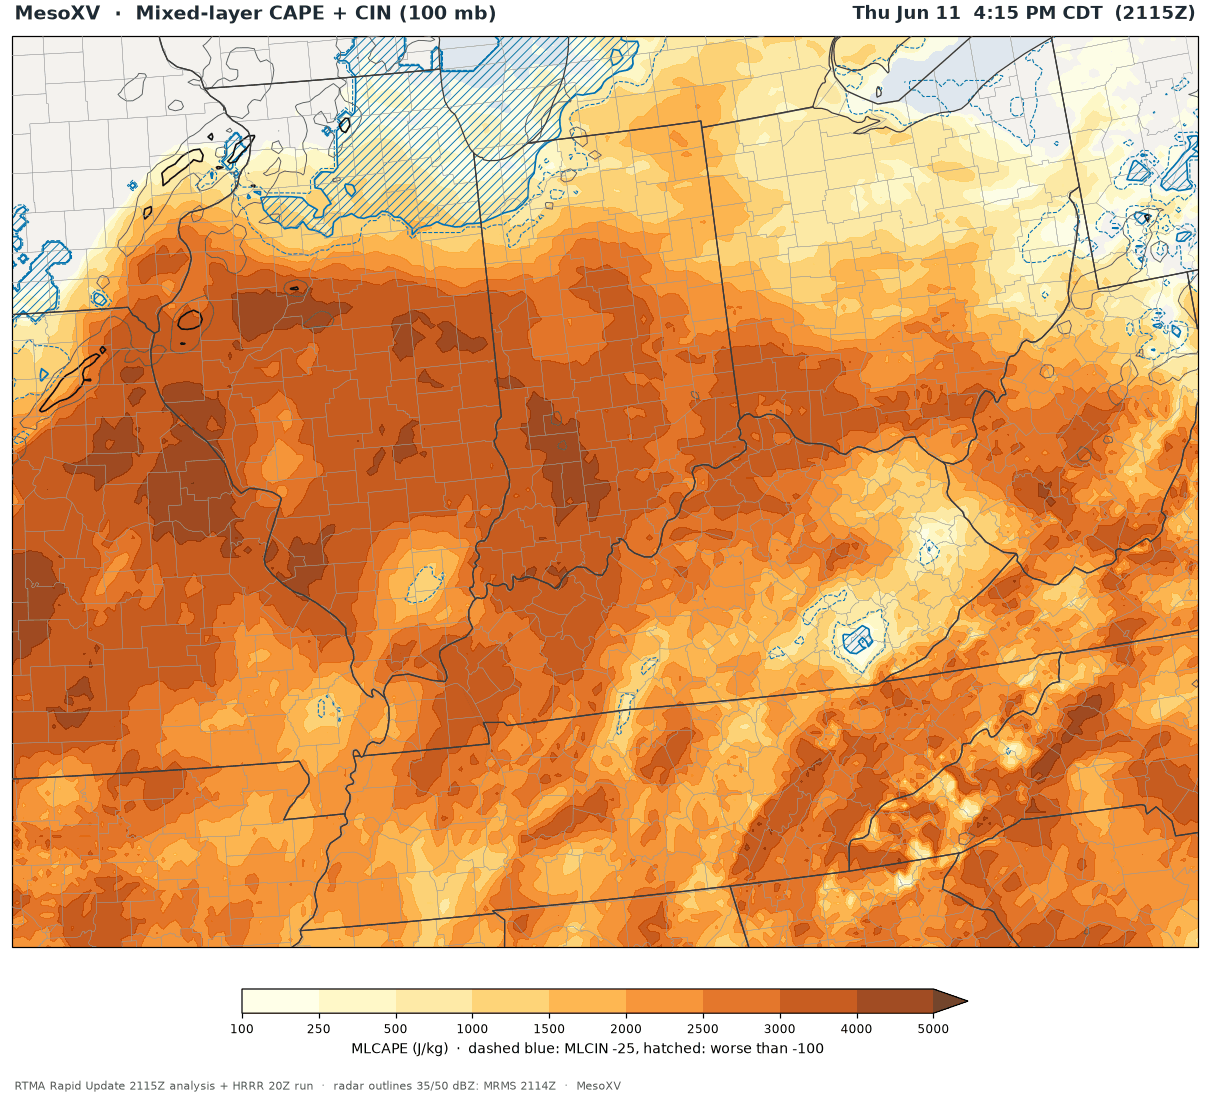 MesoXV · Mixed-layer CAPE + CIN (100 mb)
Thu Jun 11 4:15 PM CDT (2115Z)
100 250 500 1000 1500 2000 2500 3000 4000 5000
MLCAPE (J/kg) · dashed blue: MLCIN -25, hatched: worse than -100
RTMA Rapid Update 2115Z analysis + HRRR 20Z run · radar outlines 35/50 dBZ: MRMS 2114Z · MesoXV